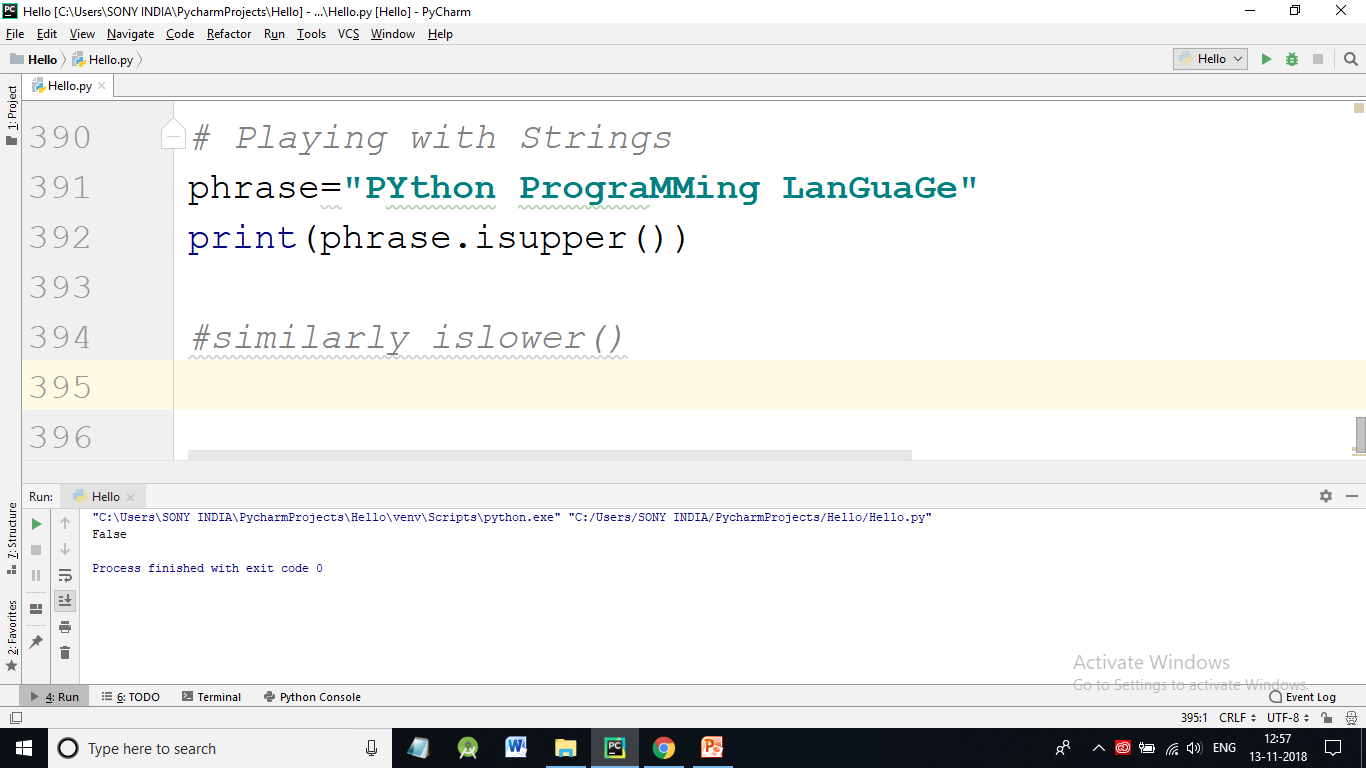 Hello [C:\Users\SONY INDIA\PycharmProjects\Hello] - ...\Hello.py [Hello] - PyCharm
File Edit View Navigate Code Refactor Run Tools VCS Window Help
Hello Hello.py Hello
Hello.py
1: Project
390 # Playing with Strings
391 phrase="PYthon PrograMMing LanGuaGe"
392 print(phrase.isupper())
393
394 #similarly islower()
395
396
Run: Hello
7: Structure
2: Favorites
"C:\Users\SONY INDIA\PycharmProjects\Hello\venv\Scripts\python.exe" "C:/Users/SONY INDIA/PycharmProjects/Hello/Hello.py"
False
Process finished with exit code 0
Activate Windows
Go to Settings to activate Windows.
4: Run 6: TODO Terminal Python Console Event Log
395:1 CRLF UTF-8
Type here to search
ENG
12:57
13-11-2018